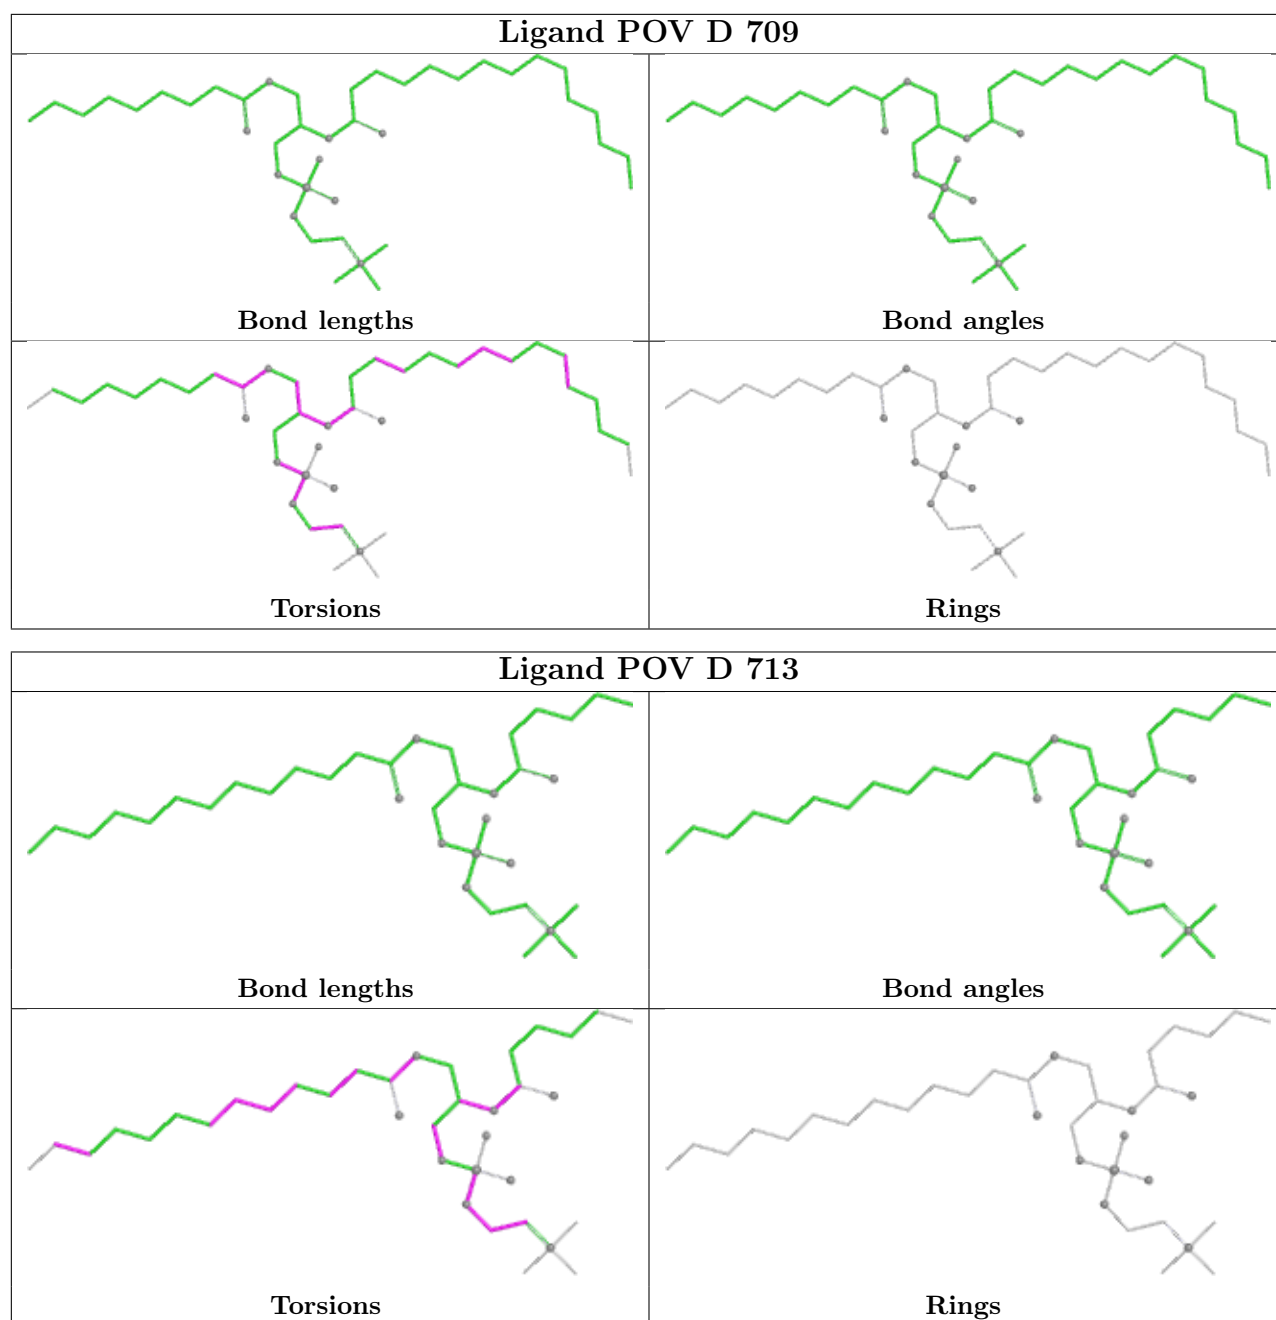 Ligand POV D 709
Bond lengths
Bond angles
Torsions
Rings
Ligand POV D 713
Bond lengths
Bond angles
Torsions
Rings